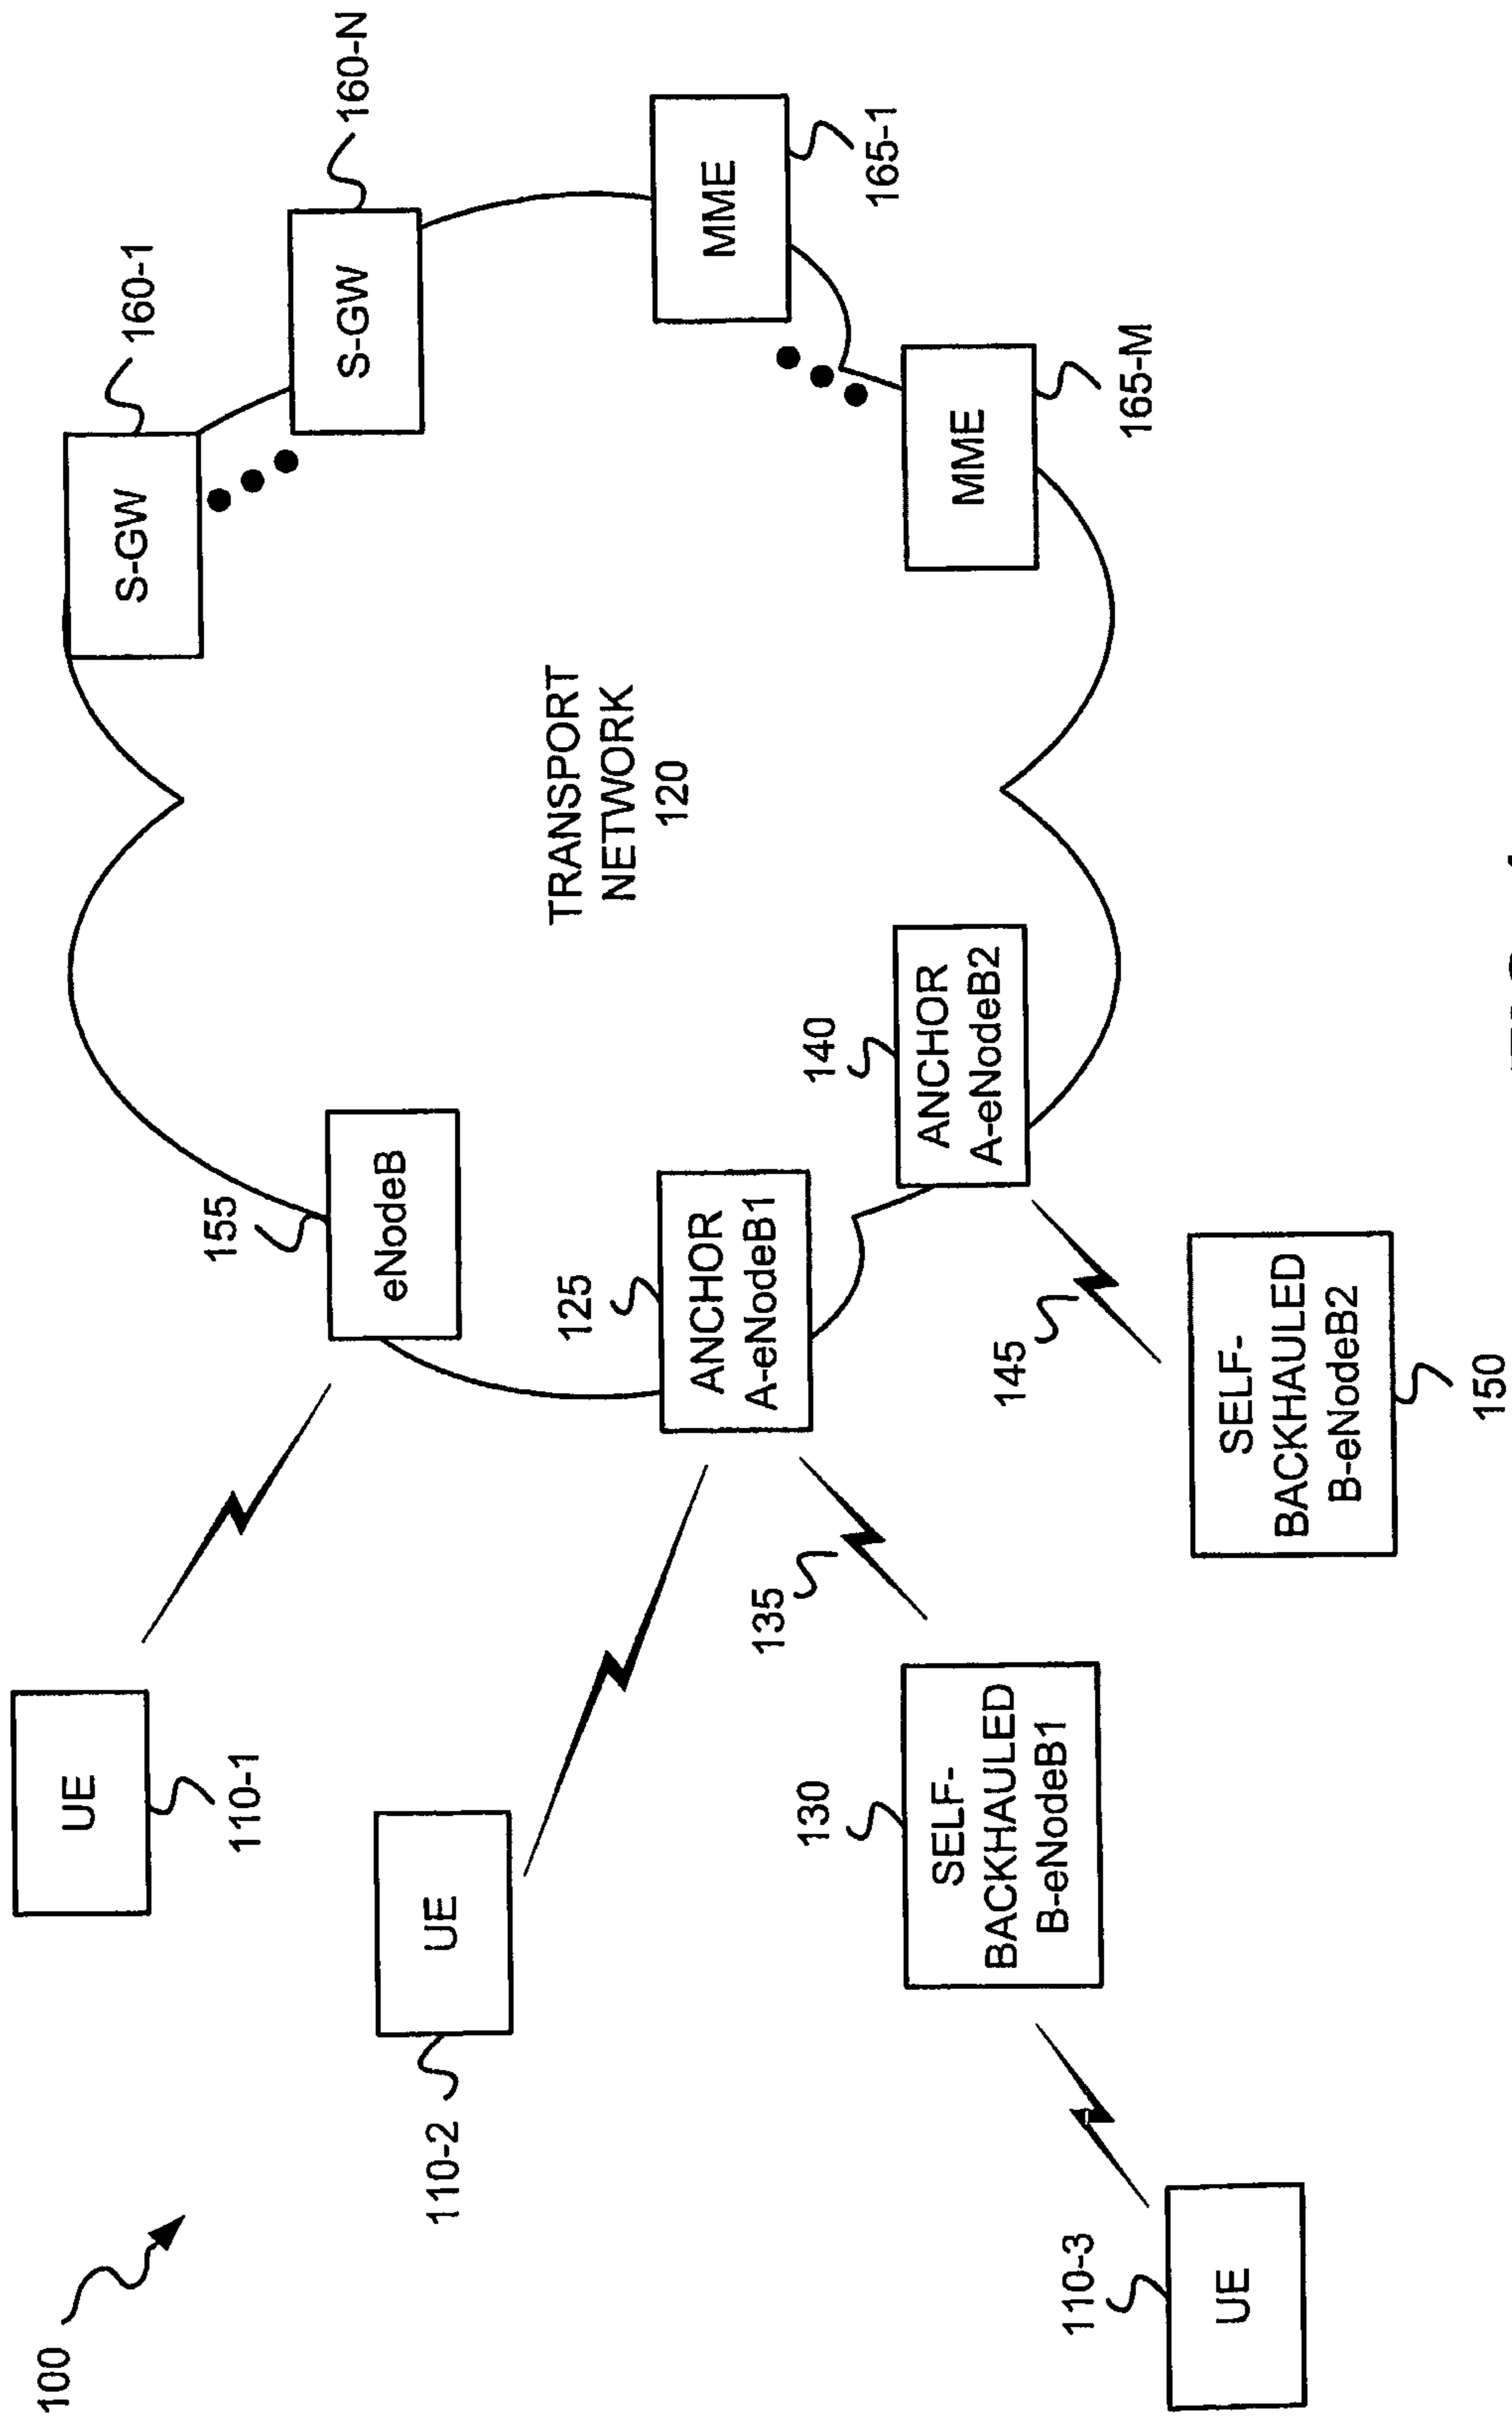 100
UE
110-1
UE
110-2
UE
110-3
155
eNodeB
125
ANCHOR
A-eNodeB1
135
130
SELF-
BACKHAULED
B-eNodeB1
140
ANCHOR
A-eNodeB2
145
SELF-
BACKHAULED
B-eNodeB2
150
TRANSPORT
NETWORK
120
S-GW
160-1
S-GW
160-N
MME
165-1
MME
165-M